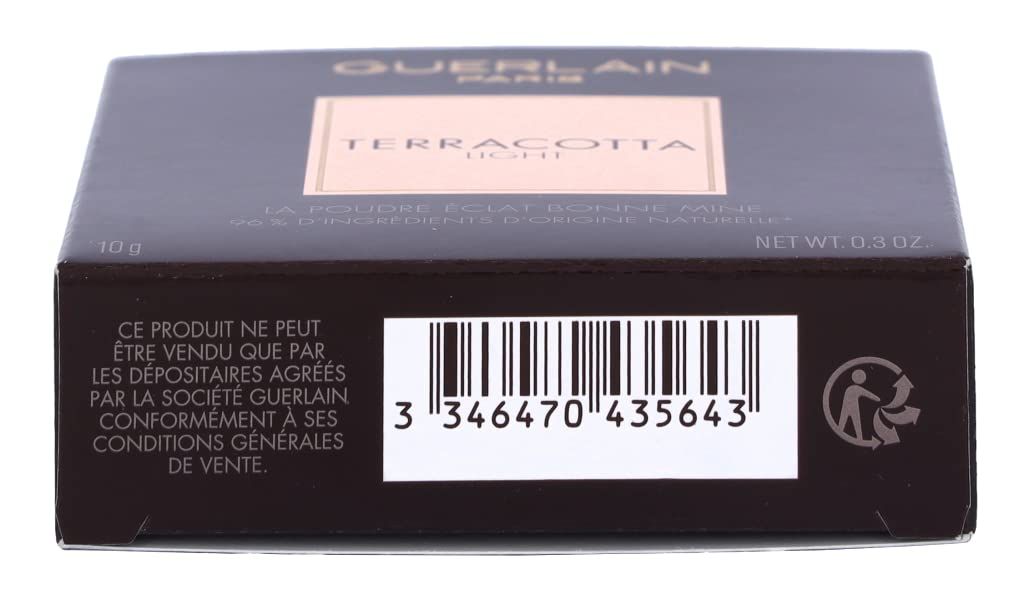 GUERLAIN
PARIS
TERRACOTTA
LIGHT
LA POUDRE ÉCLAT BONNE MINE
96 % D'INGRÉDIENTS D'ORIGINE NATURELLE*
10 g
NET WT. 0.3 OZ.
CE PRODUIT NE PEUT
ÊTRE VENDU QUE PAR
LES DÉPOSITAIRES AGRÉÉS
PAR LA SOCIÉTÉ GUERLAIN,
CONFORMÉMENT À SES
CONDITIONS GÉNÉRALES
DE VENTE.
3 346470 435643